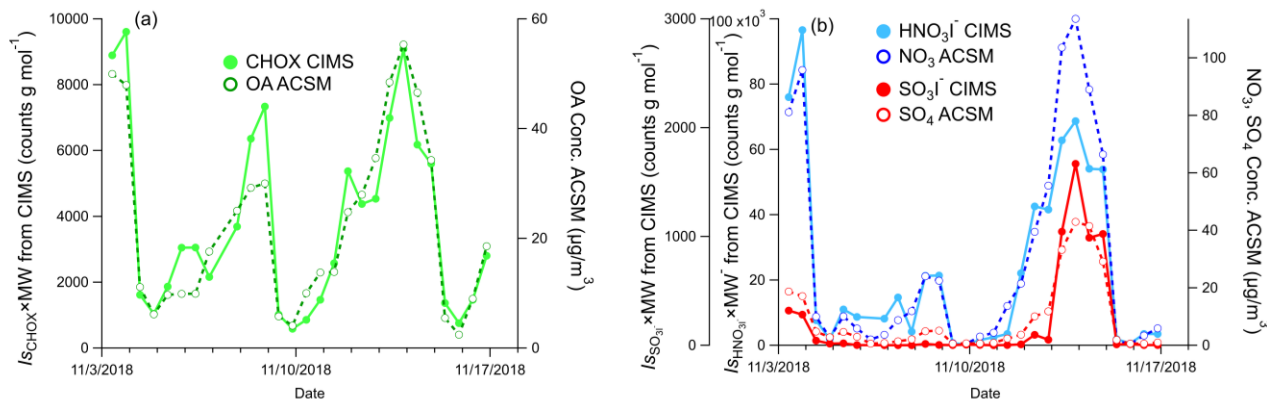 (a)
10000
8000
6000
4000
2000
0
Is_CHOX×MW from CIMS (counts g mol⁻¹)
CHOX CIMS
OA ACSM
60
40
20
0
OA Conc. ACSM (µg/m³)
11/3/2018
11/10/2018
11/17/2018
Date
(b)
3000
2000
1000
0
Is_SO₃I⁻×MW from CIMS (counts g mol⁻¹)
100 x10³
80
60
40
20
0
Is_HNO₃I⁻×MW⁻ from CIMS (counts g mol⁻¹)
HNO₃I⁻ CIMS
NO₃ ACSM
SO₃I⁻ CIMS
SO₄ ACSM
100
80
60
40
20
0
NO₃, SO₄ Conc. ACSM (µg/m³)
11/3/2018
11/10/2018
11/17/2018
Date